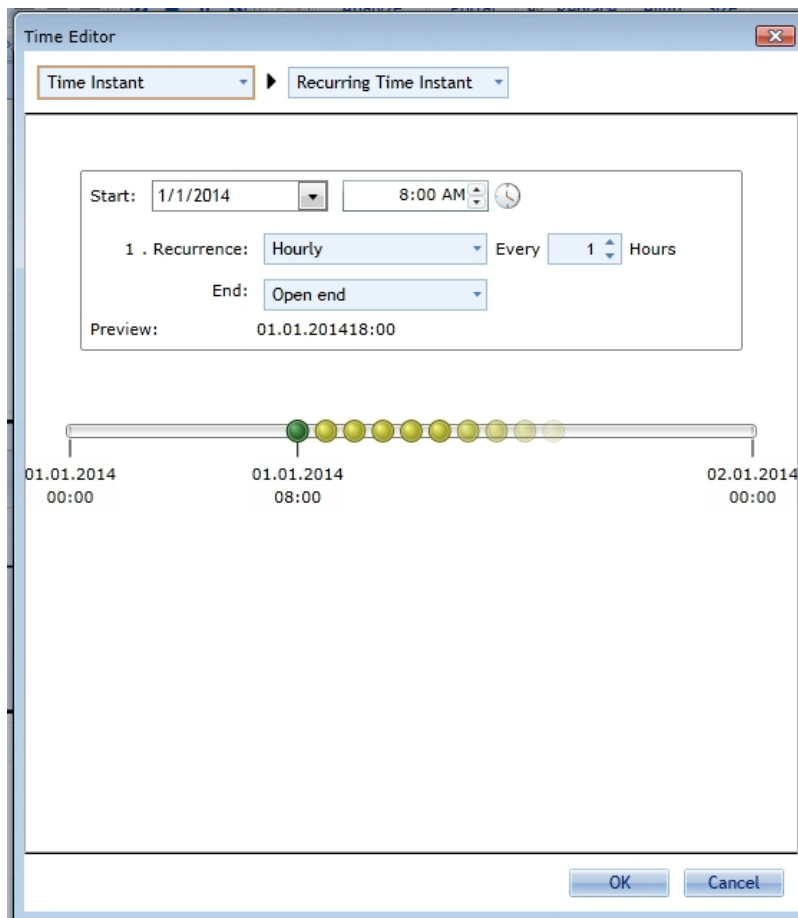 Time Editor
Time Instant Recurring Time Instant
Start: 1/1/2014 8:00 AM
1 . Recurrence: Hourly Every 1 Hours
End: Open end
Preview: 01.01.201418:00
01.01.2014 01.01.2014 02.01.2014
00:00 08:00 00:00
OK Cancel